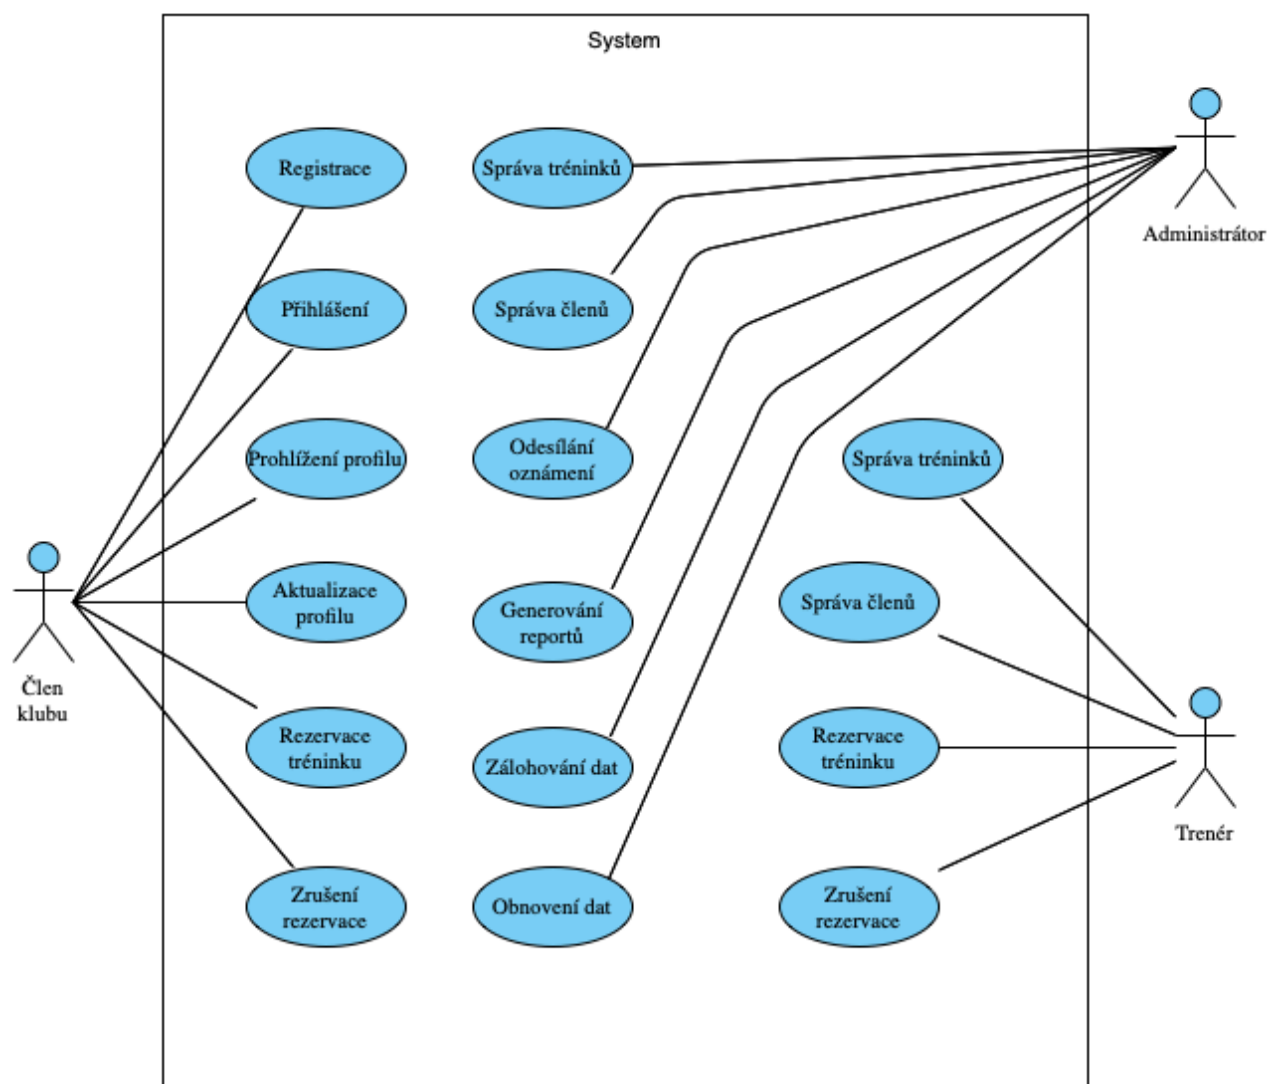 System
Registrace
Správa tréninků
Administrátor
Přihlášení
Správa členů
Prohlížení profilu
Odesílání
oznámení
Správa tréninků
Člen
klubu
Aktualizace
profilu
Generování
reportů
Správa členů
Rezervace
tréninku
Zálohování dat
Rezervace
tréninku
Trenér
Zrušení
rezervace
Obnovení dat
Zrušení
rezervace